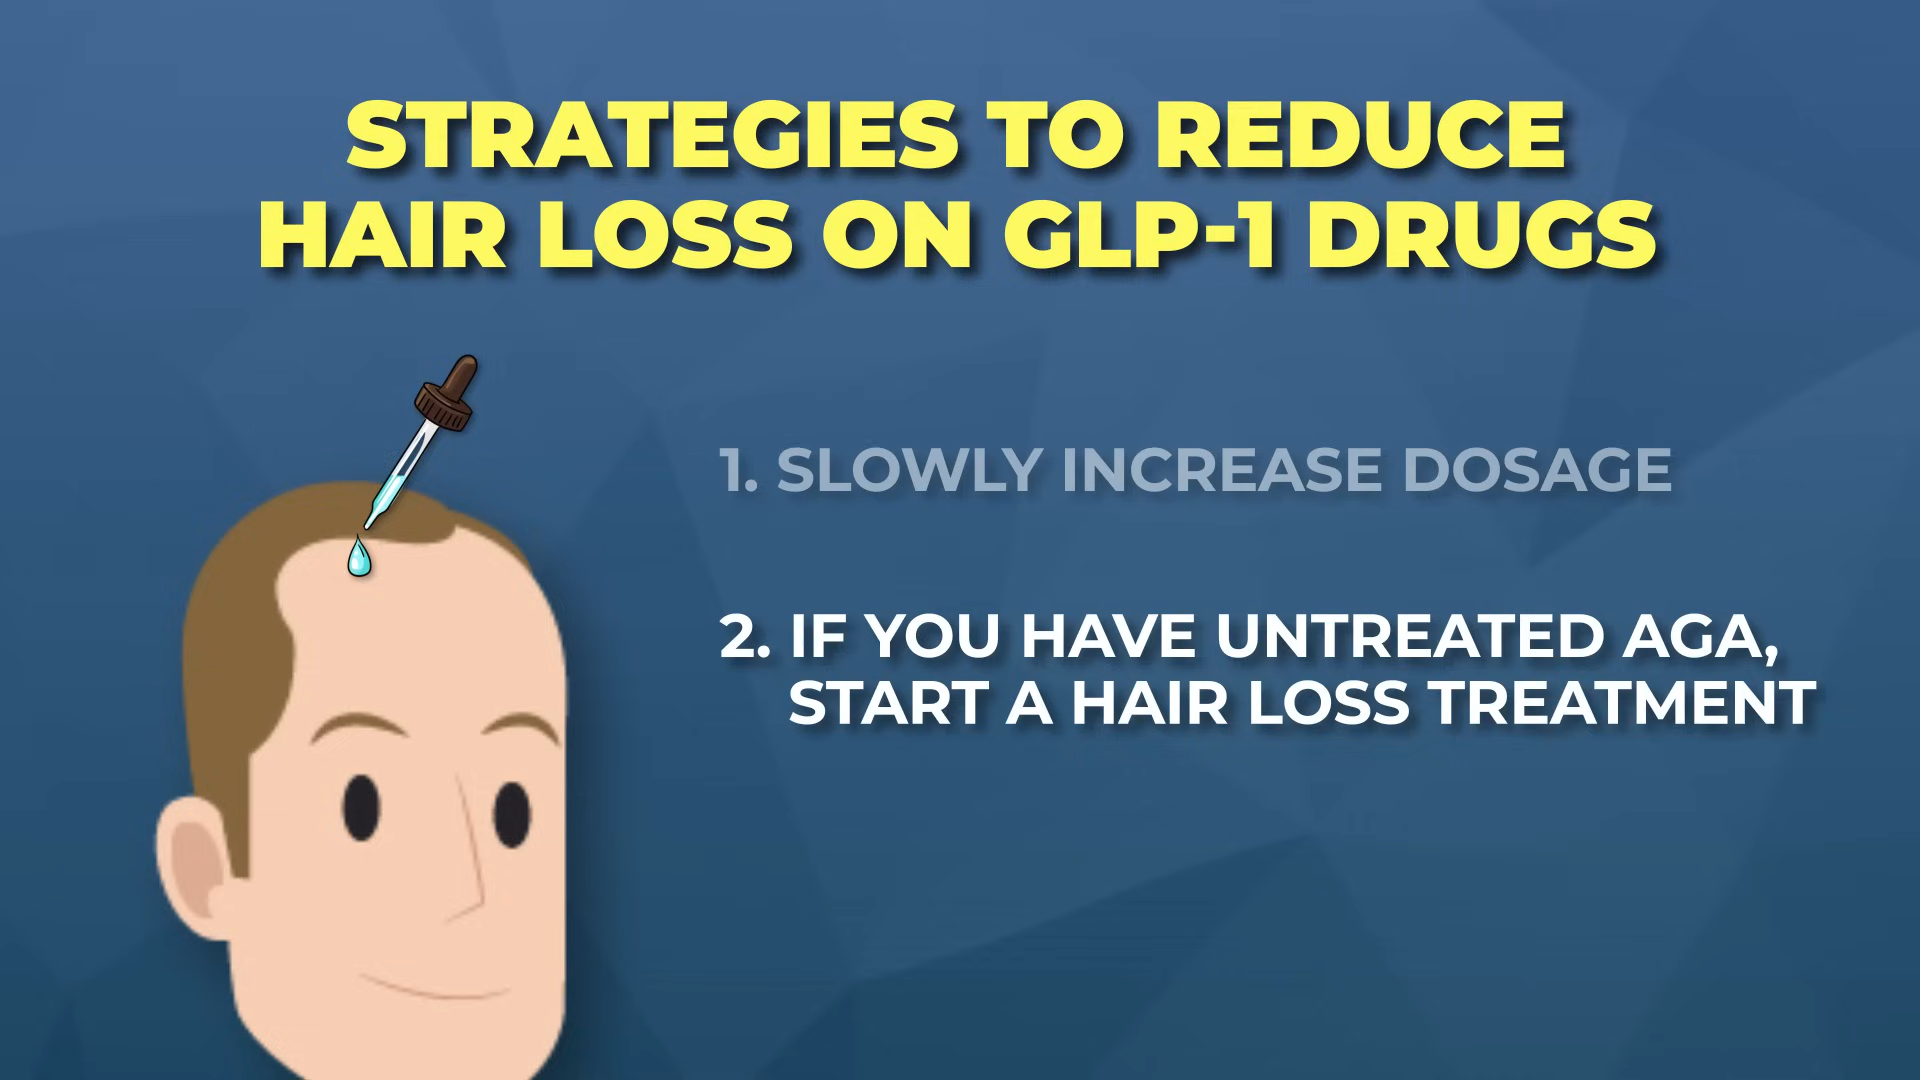 STRATEGIES TO REDUCE
HAIR LOSS ON GLP-1 DRUGS
1. SLOWLY INCREASE DOSAGE
2. IF YOU HAVE UNTREATED AGA,
START A HAIR LOSS TREATMENT